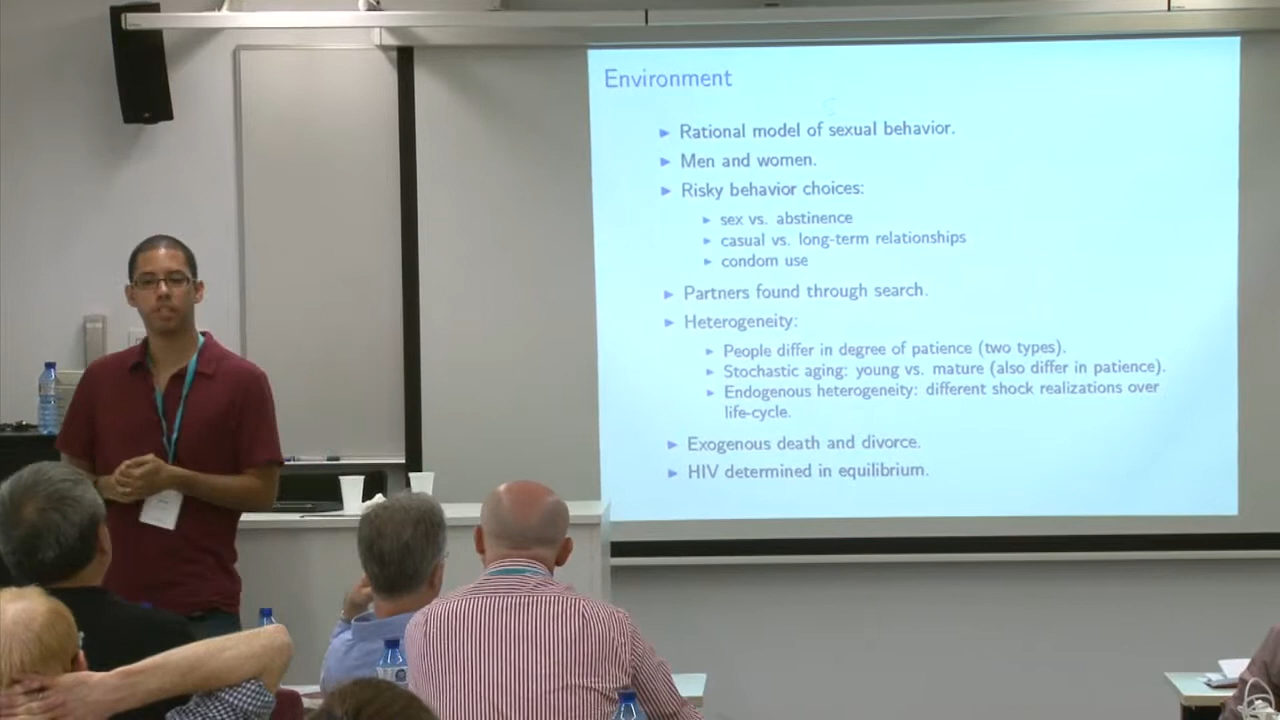 Environment
Rational model of sexual behavior.
Men and women.
Risky behavior choices:
sex vs. abstinence
casual vs. long-term relationships
condom use
Partners found through search.
Heterogeneity:
People differ in degree of patience (two types).
Stochastic aging: young vs. mature (also differ in patience).
Endogenous heterogeneity: different shock realizations over
life-cycle.
Exogenous death and divorce.
HIV determined in equilibrium.